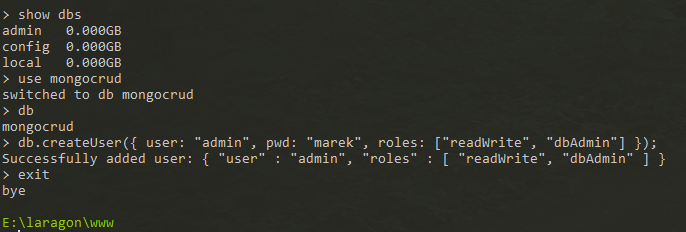 > show dbs
admin   0.000GB
config  0.000GB
local   0.000GB
> use mongocrud
switched to db mongocrud
> db
mongocrud
> db.createUser({ user: "admin", pwd: "marek", roles: ["readWrite", "dbAdmin"] });
Successfully added user: { "user" : "admin", "roles" : [ "readWrite", "dbAdmin" ] }
> exit
bye
E:\laragon\www